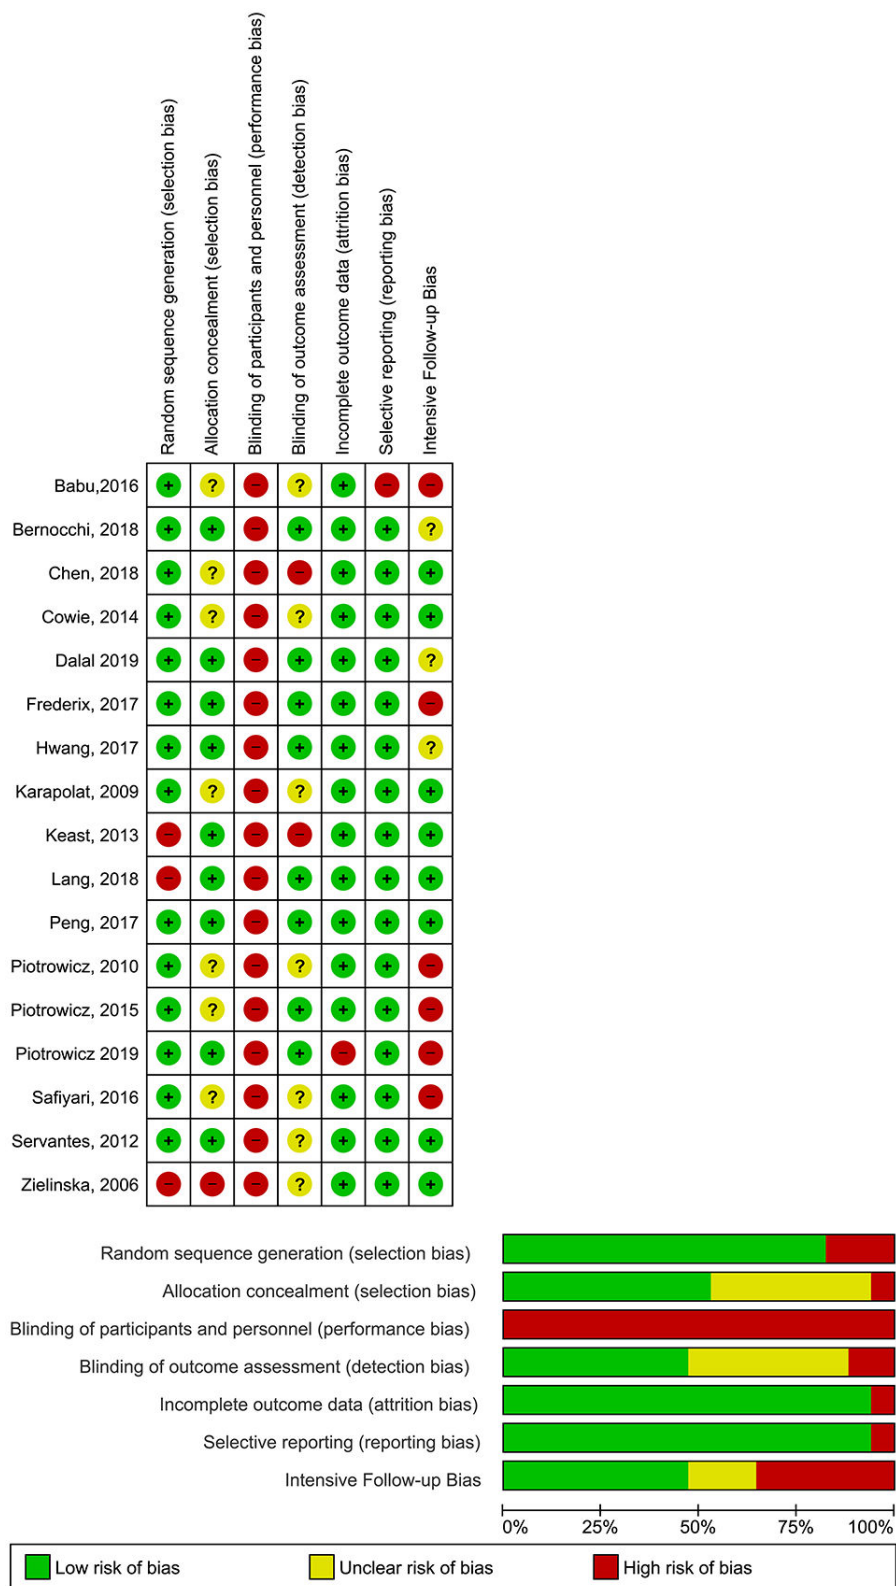 Random sequence generation (selection bias)
Allocation concealment (selection bias)
Blinding of participants and personnel (performance bias)
Blinding of outcome assessment (detection bias)
Incomplete outcome data (attrition bias)
Selective reporting (reporting bias)
Intensive Follow-up Bias
Babu,2016 + ? - ? + - -
Bernocchi, 2018 + + - + + + ?
Chen, 2018 + ? - - + + +
Cowie, 2014 + ? - ? + + +
Dalal 2019 + + - + + + ?
Frederix, 2017 + + - + + + -
Hwang, 2017 + + - + + + ?
Karapolat, 2009 + ? - ? + + +
Keast, 2013 - + - - + + +
Lang, 2018 - + - + + + +
Peng, 2017 + + - + + + +
Piotrowicz, 2010 + ? - ? + + -
Piotrowicz, 2015 + ? - + + + -
Piotrowicz 2019 + + - + - + -
Safiyari, 2016 + ? - ? + + -
Servantes, 2012 + + - ? + + +
Zielinska, 2006 - - - ? + + +
Random sequence generation (selection bias)
Allocation concealment (selection bias)
Blinding of participants and personnel (performance bias)
Blinding of outcome assessment (detection bias)
Incomplete outcome data (attrition bias)
Selective reporting (reporting bias)
Intensive Follow-up Bias
0% 25% 50% 75% 100%
Low risk of bias Unclear risk of bias High risk of bias